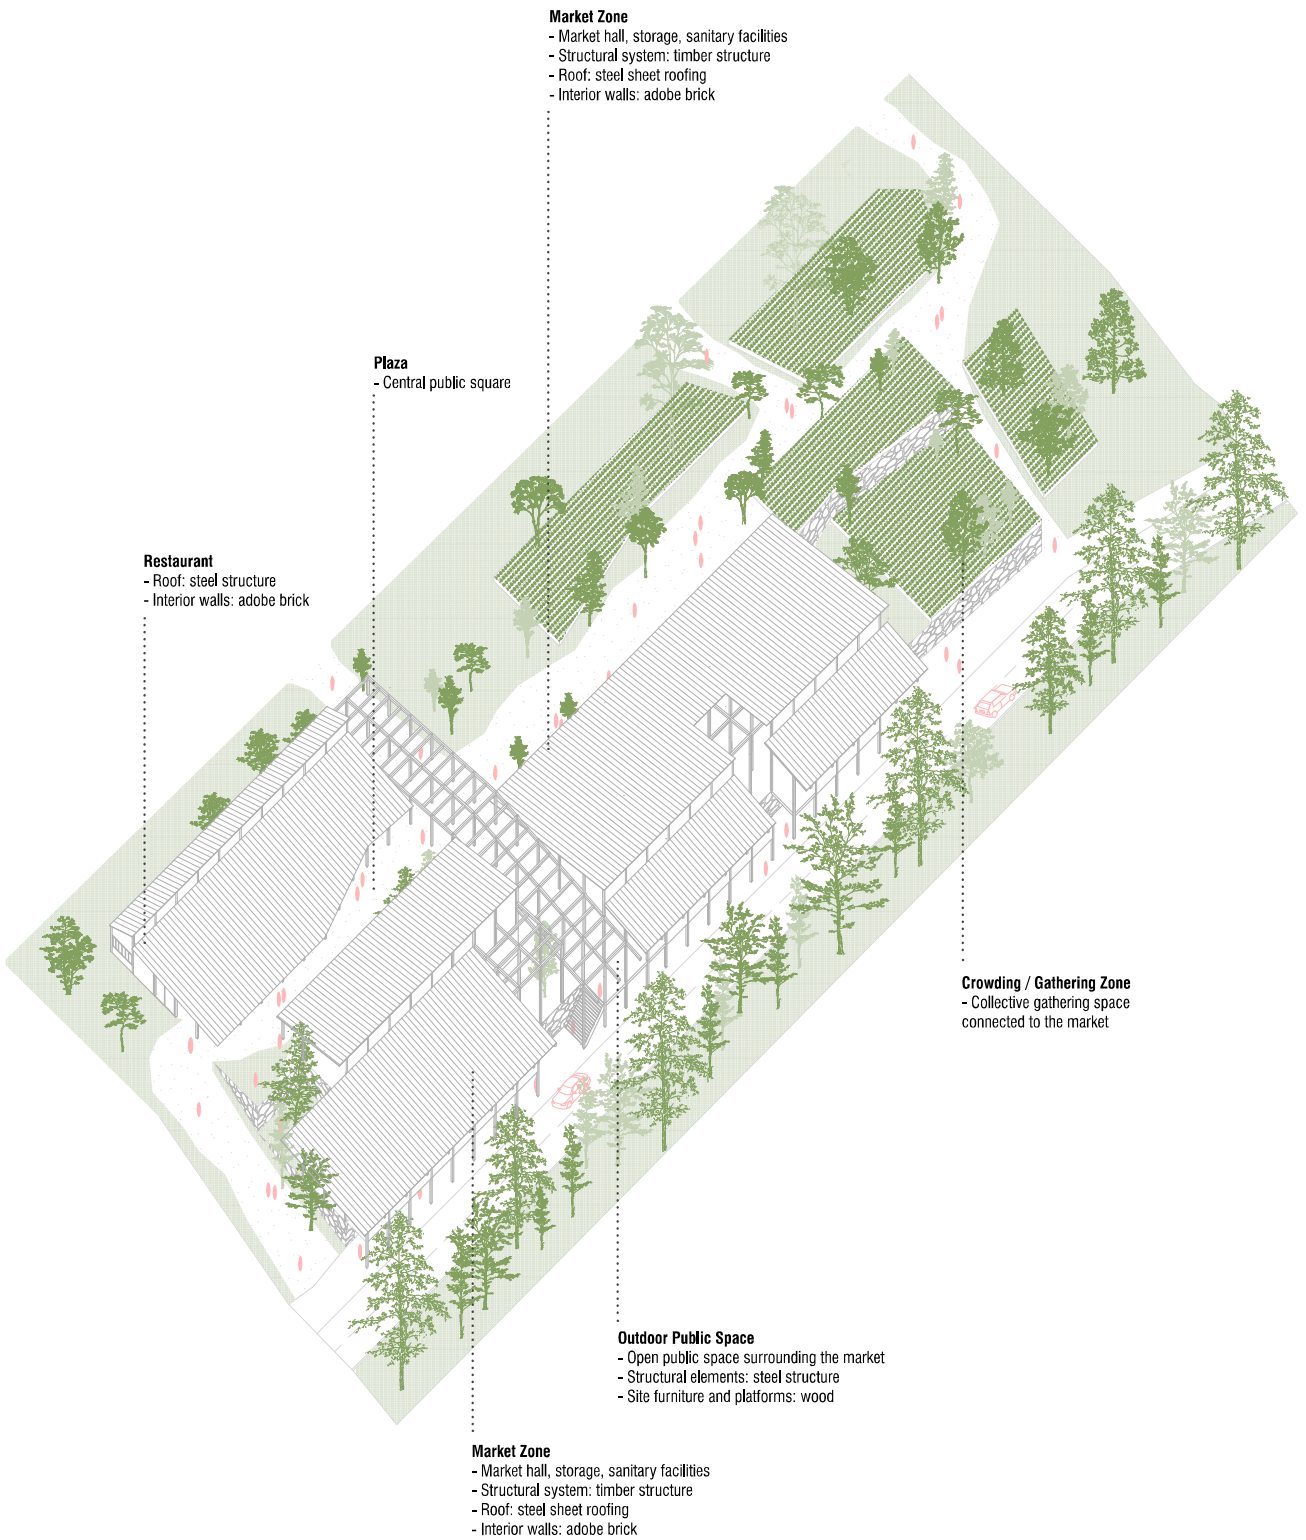 Market Zone
- Market hall, storage, sanitary facilities
- Structural system: timber structure
- Roof: steel sheet roofing
- Interior walls: adobe brick
Plaza
- Central public square
Restaurant
- Roof: steel structure
- Interior walls: adobe brick
Crowding / Gathering Zone
- Collective gathering space
connected to the market
Outdoor Public Space
- Open public space surrounding the market
- Structural elements: steel structure
- Site furniture and platforms: wood
Market Zone
- Market hall, storage, sanitary facilities
- Structural system: timber structure
- Roof: steel sheet roofing
- Interior walls: adobe brick